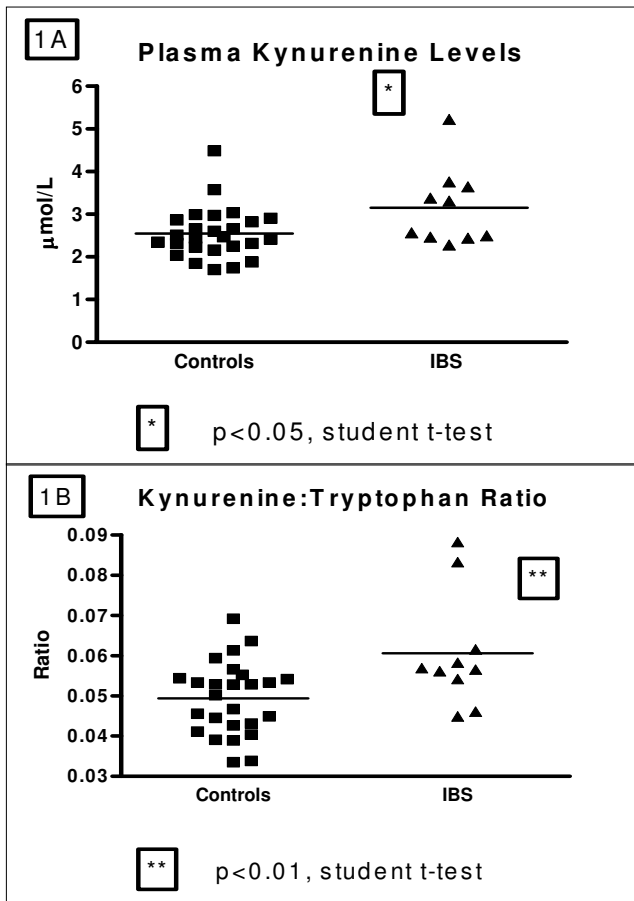 1A
Plasma Kynurenine Levels
*
6
5
4
3
2
1
0
µmol/L
Controls IBS
* p<0.05, student t-test
1B
Kynurenine:Tryptophan Ratio
**
0.09
0.08
0.07
0.06
0.05
0.04
0.03
Ratio
Controls IBS
** p<0.01, student t-test